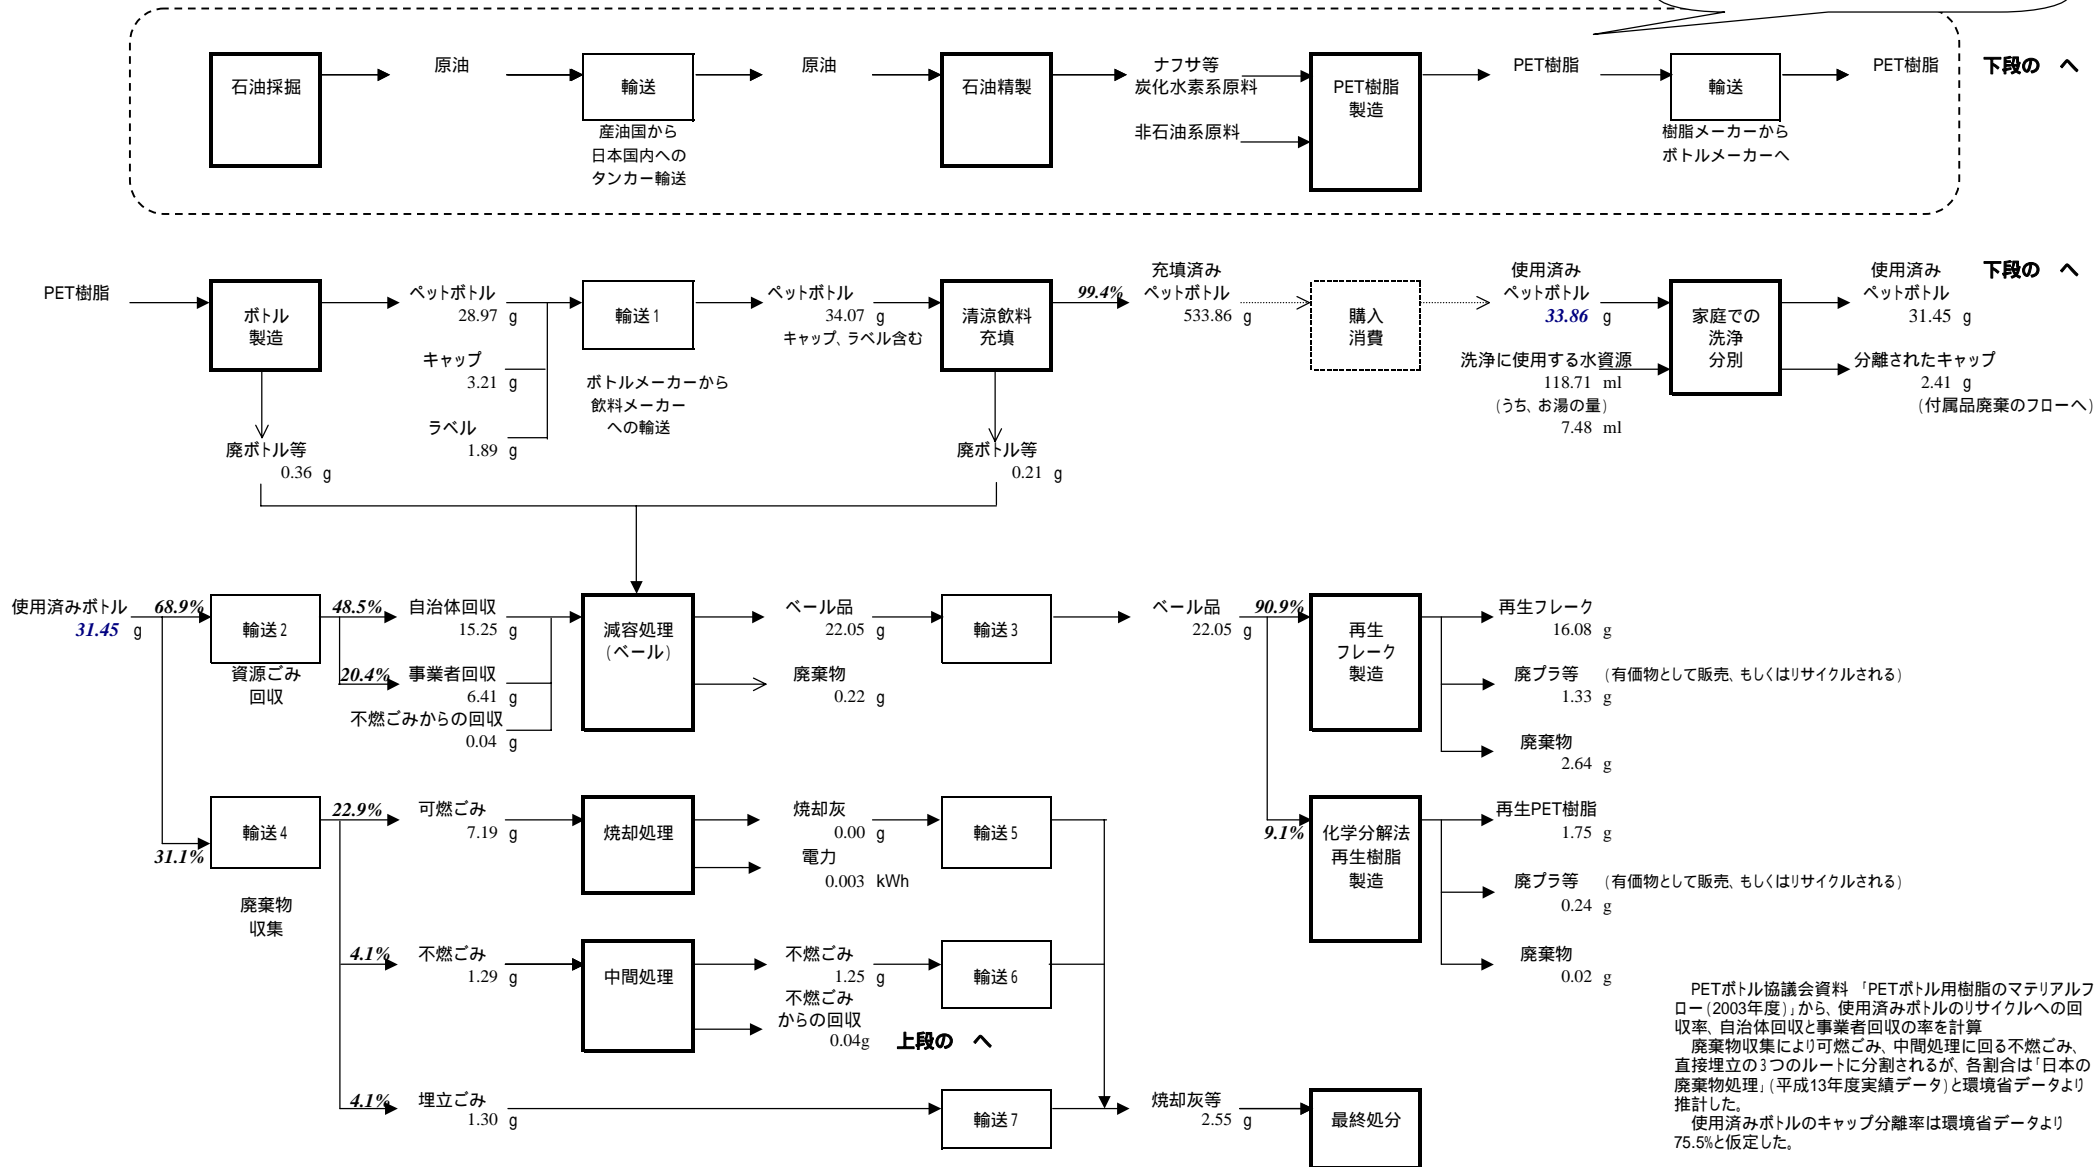 石油採掘
原油
輸送
産油国から
日本国内への
タンカー輸送
原油
石油精製
ナフサ等
炭化水素系原料
非石油系原料
PET樹脂
製造
PET樹脂
輸送
樹脂メーカーから
ボトルメーカーへ
PET樹脂
下段の へ
PET樹脂
ボトル
製造
廃ボトル等
0.36 g
ペットボトル
28.97 g
キャップ
3.21 g
ラベル
1.89 g
輸送1
ボトルメーカーから
飲料メーカー
への輸送
ペットボトル
34.07 g
キャップ、ラベル含む
清涼飲料
充填
廃ボトル等
0.21 g
99.4%
充填済み
ペットボトル
533.86 g
購入
消費
使用済み
ペットボトル
33.86 g
洗浄に使用する水資源
118.71 ml
(うち、お湯の量)
7.48 ml
家庭での
洗浄
分別
使用済み
ペットボトル
31.45 g
分離されたキャップ
2.41 g
(付属品廃棄のフローへ)
下段の へ
使用済みボトル
31.45 g
68.9%
輸送2
資源ごみ
回収
48.5%
自治体回収
15.25 g
20.4%
事業者回収
6.41 g
不燃ごみからの回収
0.04 g
減容処理
(ベール)
ベール品
22.05 g
廃棄物
0.22 g
輸送3
ベール品
22.05 g
90.9%
再生
フレーク
製造
再生フレーク
16.08 g
廃プラ等 (有価物として販売、もしくはリサイクルされる)
1.33 g
廃棄物
2.64 g
31.1%
輸送4
廃棄物
収集
22.9%
可燃ごみ
7.19 g
焼却処理
焼却灰
0.00 g
電力
0.003 kWh
輸送5
9.1%
化学分解法
再生樹脂
製造
再生PET樹脂
1.75 g
廃プラ等 (有価物として販売、もしくはリサイクルされる)
0.24 g
廃棄物
0.02 g
4.1%
不燃ごみ
1.29 g
中間処理
不燃ごみ
1.25 g
不燃ごみ
からの回収
0.04g
上段の へ
輸送6
4.1%
埋立ごみ
1.30 g
輸送7
焼却灰等
2.55 g
最終処分
PETボトル協議会資料 「PETボトル用樹脂のマテリアルフ
ロー(2003年度)」から、使用済みボトルのリサイクルへの回
収率、自治体回収と事業者回収の率を計算
廃棄物収集により可燃ごみ、中間処理に回る不燃ごみ、
直接埋立の3つのルートに分割されるが、各割合は「日本の
廃棄物処理」(平成13年度実績データ)と環境省データより
推計した。
使用済みボトルのキャップ分離率は環境省データより
75.5%と仮定した。